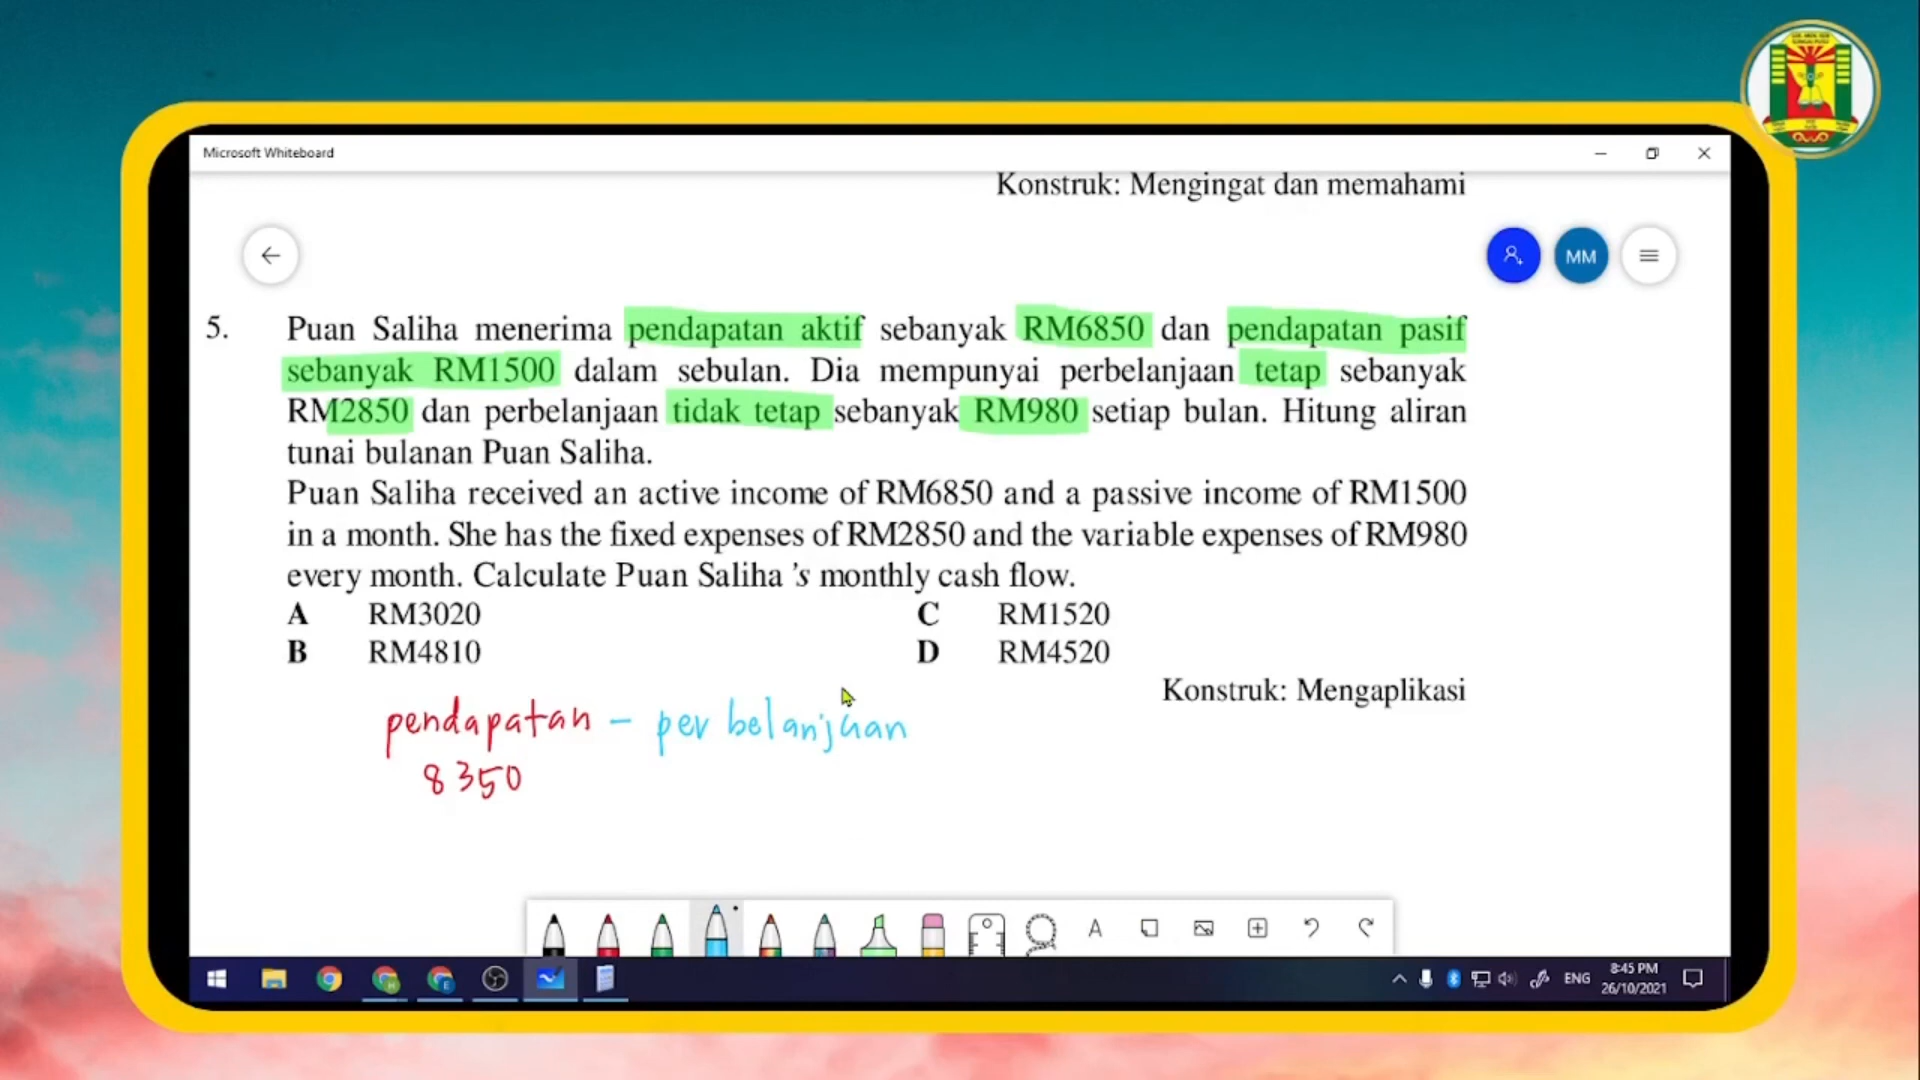 Microsoft Whiteboard
Konstruk: Mengingat dan memahami
MM
5. Puan Saliha menerima pendapatan aktif sebanyak RM6850 dan pendapatan pasif
sebanyak RM1500 dalam sebulan. Dia mempunyai perbelanjaan tetap sebanyak
RM2850 dan perbelanjaan tidak tetap sebanyak RM980 setiap bulan. Hitung aliran
tunai bulanan Puan Saliha.
Puan Saliha received an active income of RM6850 and a passive income of RM1500
in a month. She has the fixed expenses of RM2850 and the variable expenses of RM980
every month. Calculate Puan Saliha 's monthly cash flow.
A RM3020 C RM1520
B RM4810 D RM4520
Konstruk: Mengaplikasi
pendapatan - perbelanjaan
8350
ENG 8:45 PM
26/10/2021